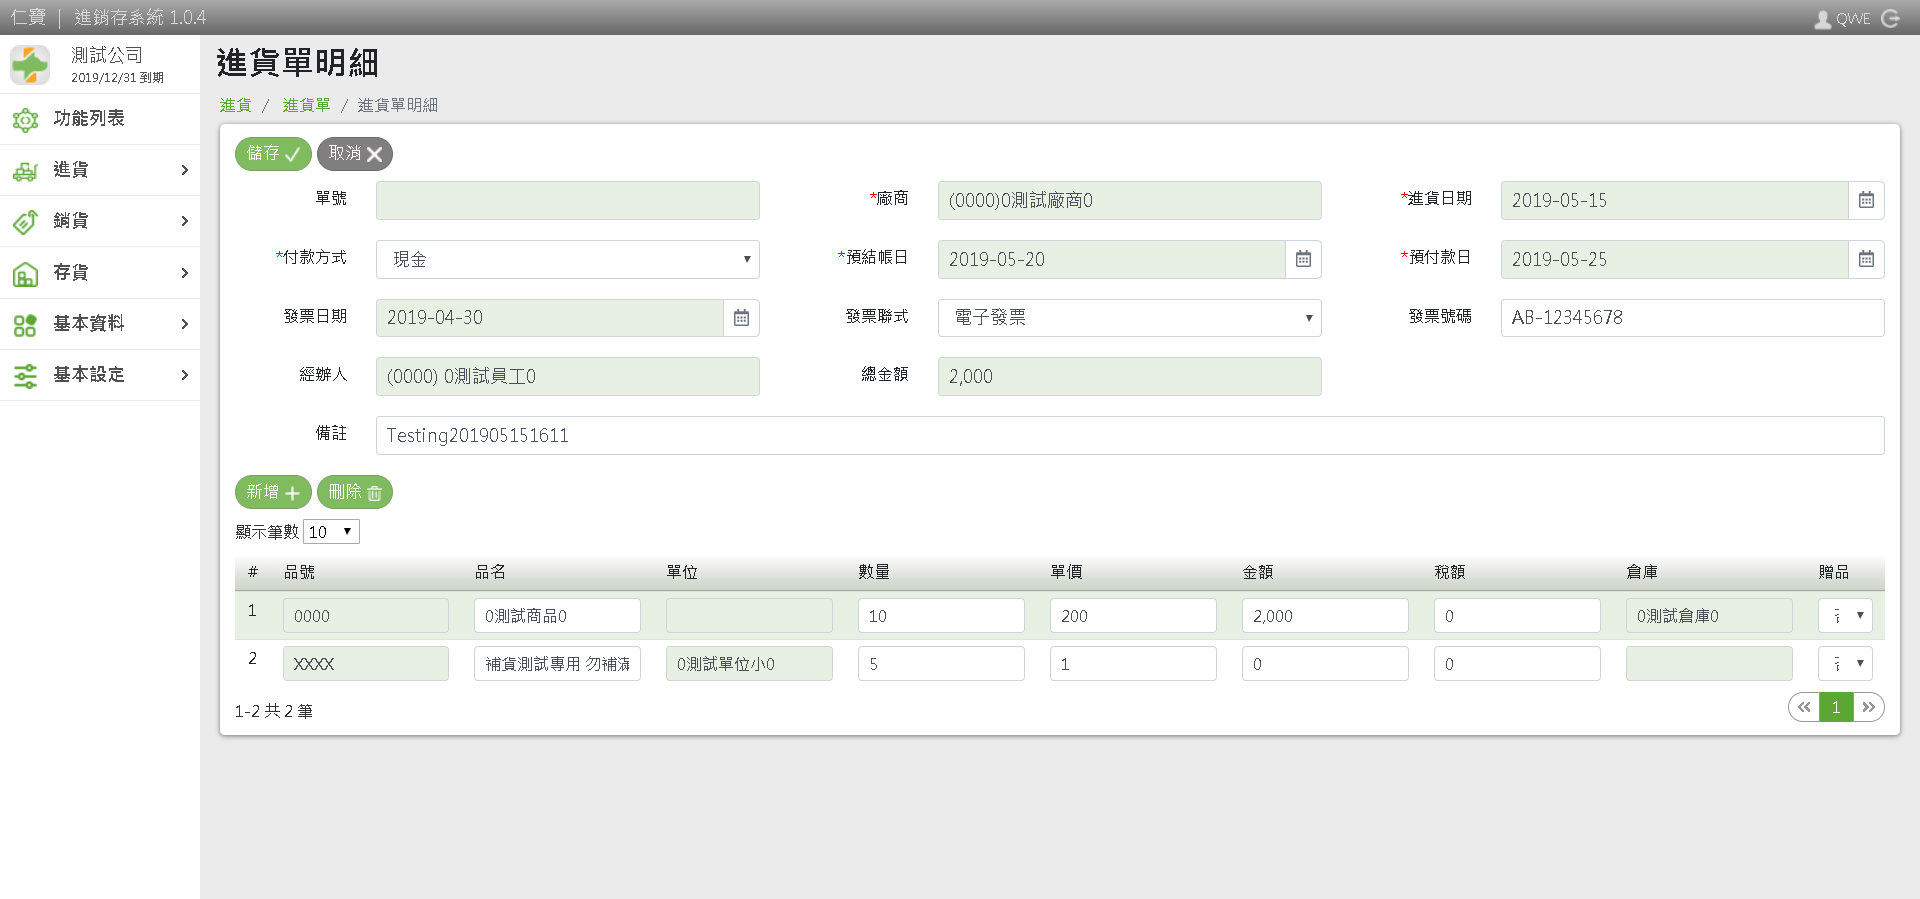 仁寶 | 進銷存系統 1.0.4
QWE
測試公司
2019/12/31 到期
功能列表
進貨
銷貨
存貨
基本資料
基本設定
進貨單明細
進貨 / 進貨單 / 進貨單明細
儲存 取消
單號
*廠商 (0000)0測試廠商0
*進貨日期 2019-05-15
*付款方式 現金
*預結帳日 2019-05-20
*預付款日 2019-05-25
發票日期 2019-04-30
發票聯式 電子發票
發票號碼 AB-12345678
經辦人 (0000) 0測試員工0
總金額 2,000
備註 Testing201905151611
新增 刪除
顯示筆數 10
# 品號 品名 單位 數量 單價 金額 稅額 倉庫 贈品
1 0000 0測試商品0 10 200 2,000 0 0測試倉庫0
2 XXXX 補貨測試專用 勿補滿 0測試單位小0 5 1 0 0
1-2 共 2 筆
« 1 »